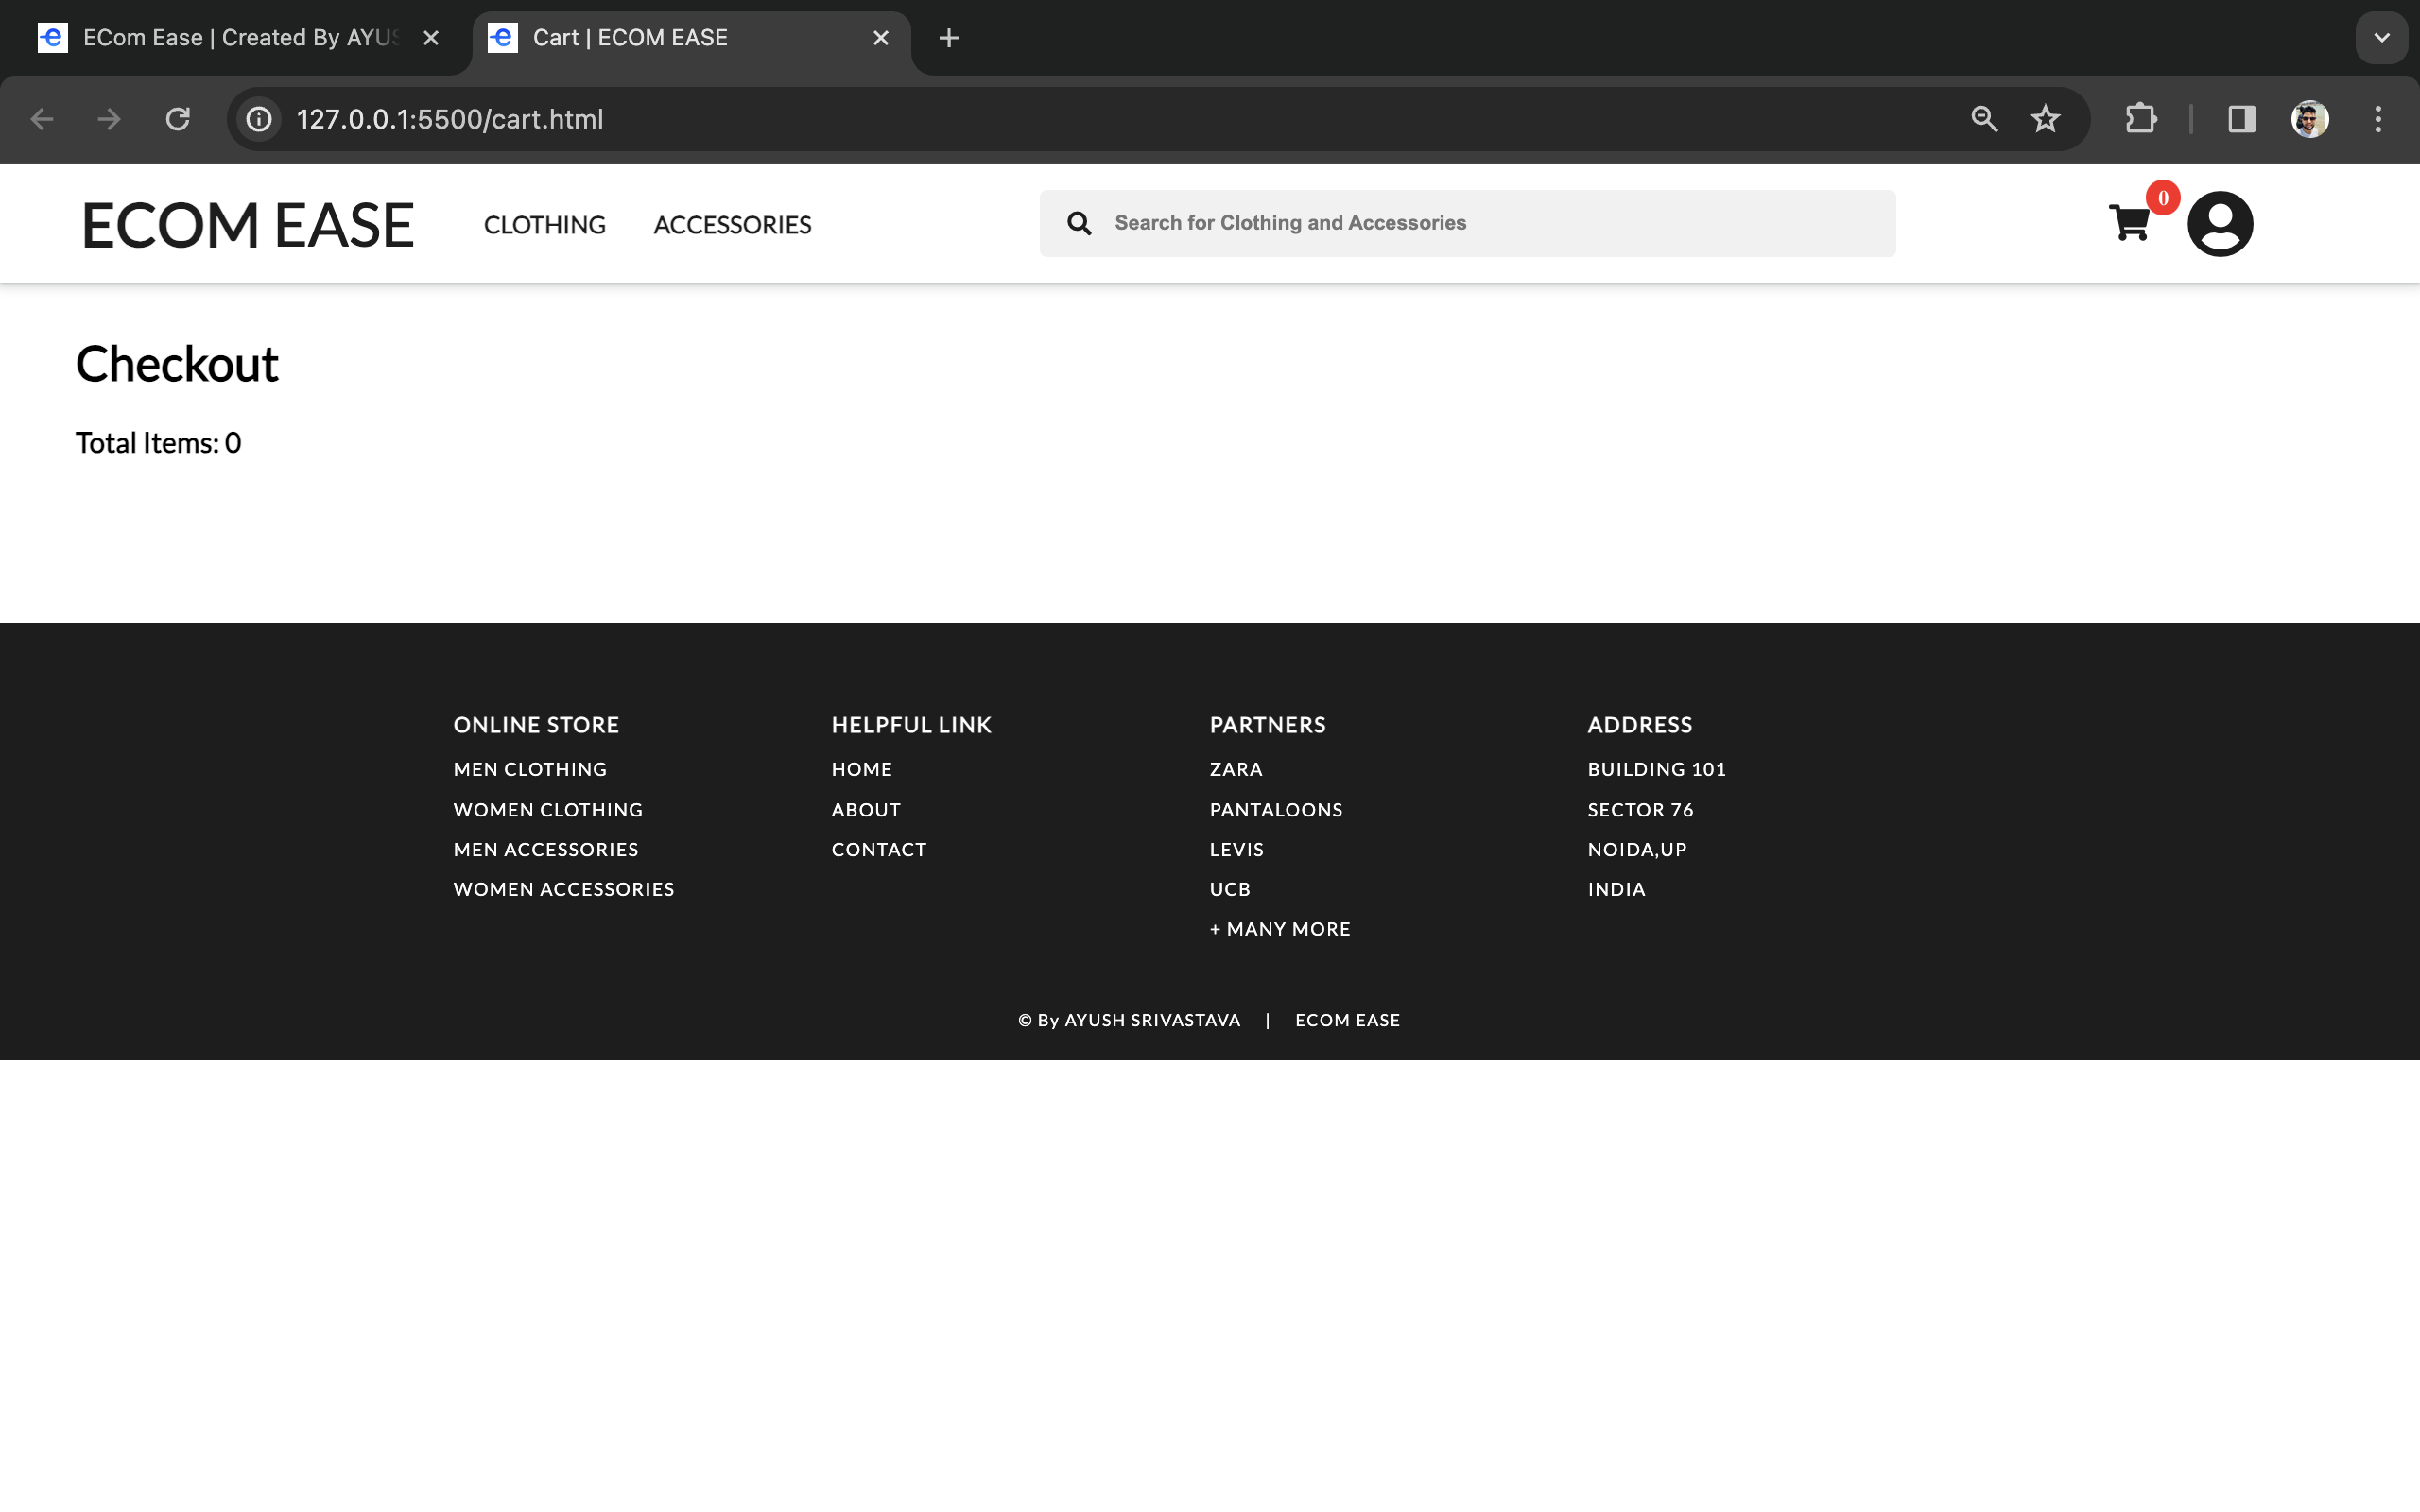 ECom Ease | Created By AYUS
Cart | ECOM EASE
127.0.0.1:5500/cart.html
ECOM EASE
CLOTHING
ACCESSORIES
Search for Clothing and Accessories
0
Checkout
Total Items: 0
ONLINE STORE
MEN CLOTHING
WOMEN CLOTHING
MEN ACCESSORIES
WOMEN ACCESSORIES
HELPFUL LINK
HOME
ABOUT
CONTACT
PARTNERS
ZARA
PANTALOONS
LEVIS
UCB
+ MANY MORE
ADDRESS
BUILDING 101
SECTOR 76
NOIDA,UP
INDIA
© By AYUSH SRIVASTAVA | ECOM EASE